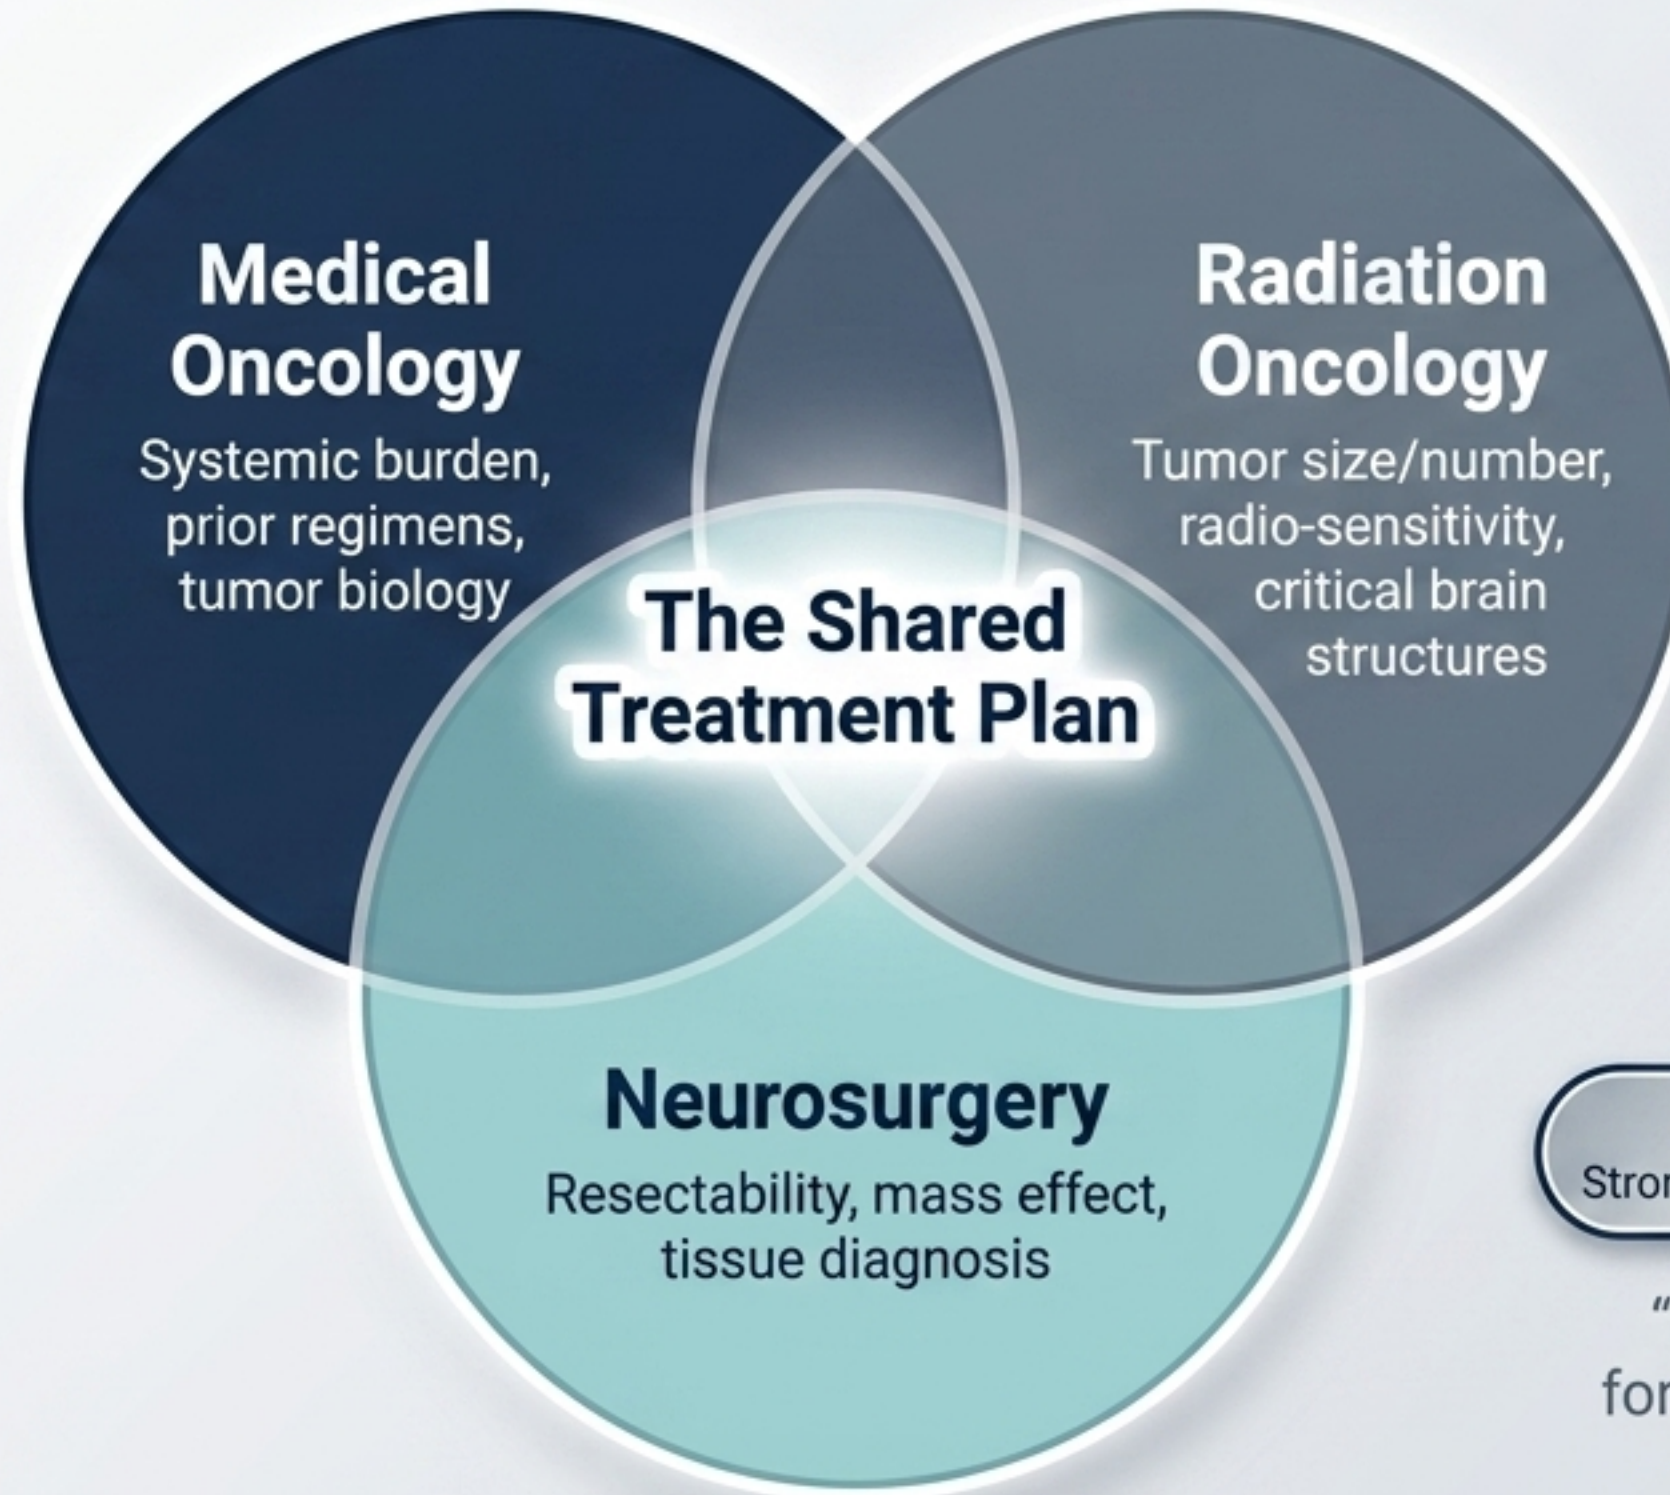 Medical
Oncology
Systemic burden,
prior regimens,
tumor biology
Radiation
Oncology
Tumor size/number,
radio-sensitivity,
critical brain
structures
The Shared
Treatment Plan
Neurosurgery
Resectability, mass effect,
tissue diagnosis